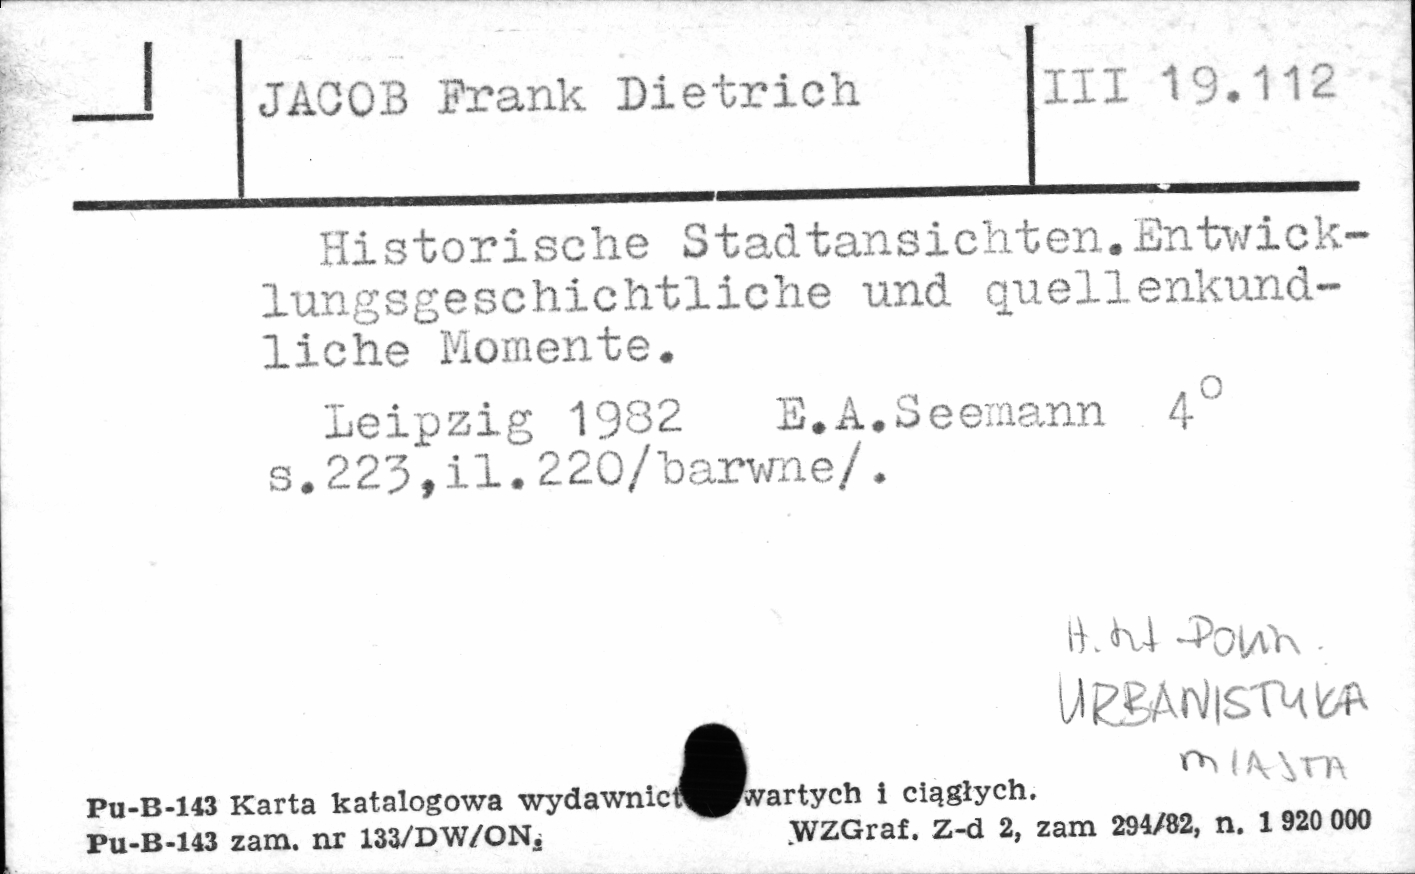 JACOB Frank Dietrich
III 19.112
Historische Stadtansichten.Entwick-
lungsgeschichtliche und quellenkund-
liche Momente.
Leipzig 1982 E.A.Seemann 4°
s.223,il.220/barwne/.
H.
URBANISTYKA
MIASTA
Pu-B-143 Karta katalogowa wydawnict wartych i ciągłych.
Pu-B-143 zam. nr 133/DW/ON.
WZGraf. Z-d 2, zam 294/82, n. 1 920 000